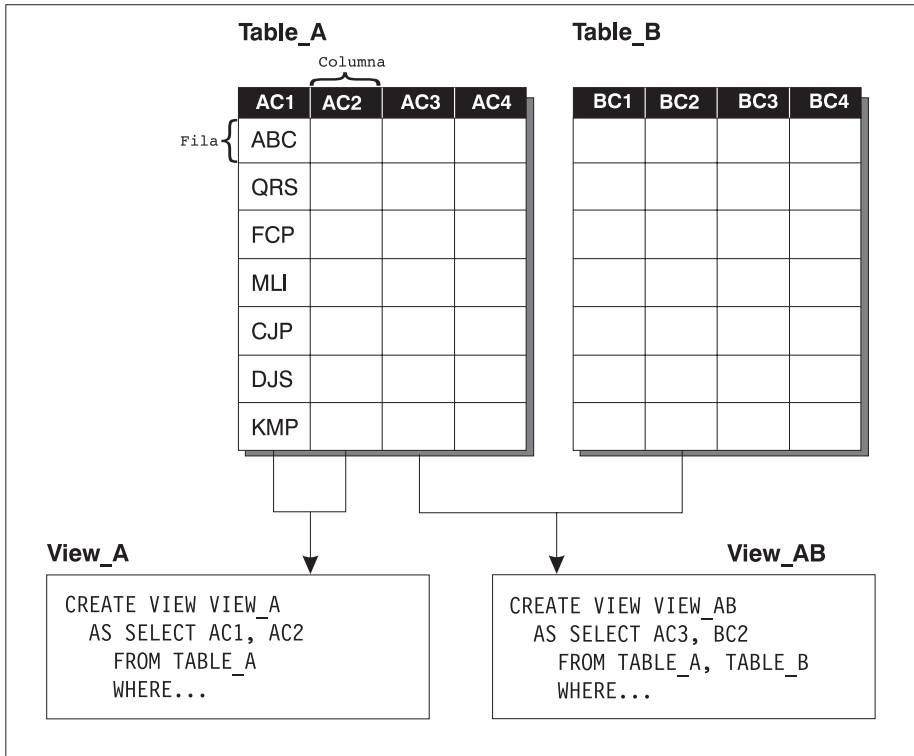 Table_A
Table_B
Columna
AC1 AC2 AC3 AC4
BC1 BC2 BC3 BC4
Fila
ABC
QRS
FCP
MLI
CJP
DJS
KMP
View_A
CREATE VIEW VIEW_A
AS SELECT AC1, AC2
FROM TABLE_A
WHERE...
View_AB
CREATE VIEW VIEW_AB
AS SELECT AC3, BC2
FROM TABLE_A, TABLE_B
WHERE...